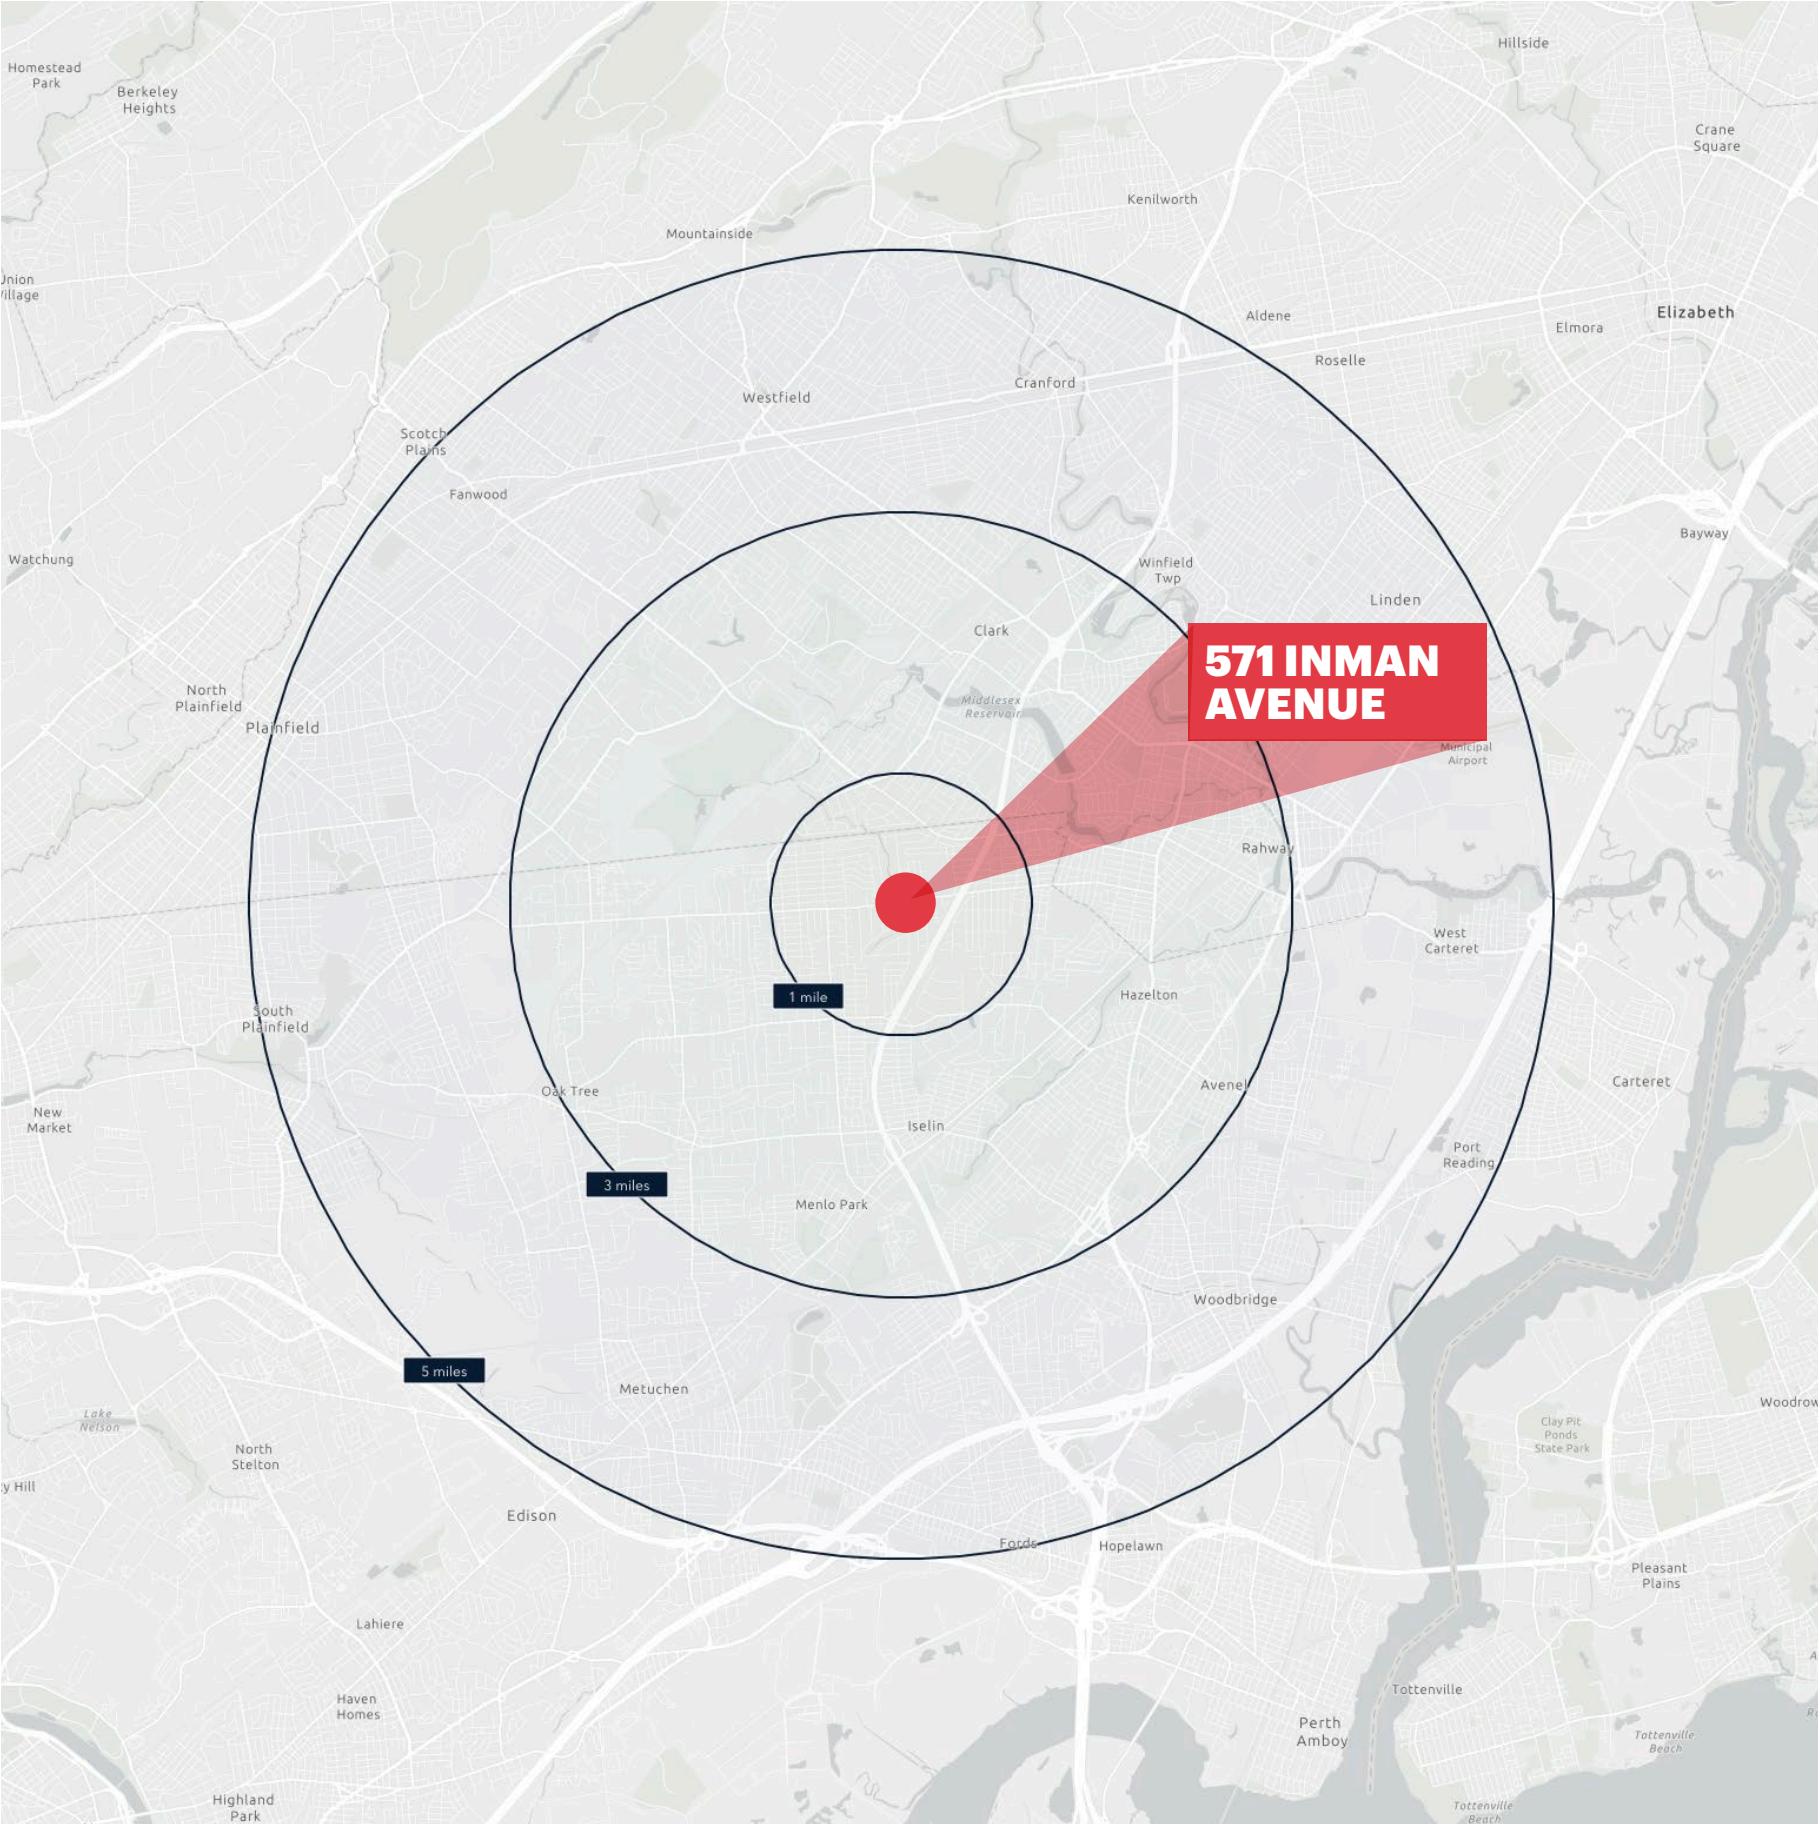 Hillside
Homestead
Park
Berkeley
Heights
Crane
Square
Kenilworth
Mountainside
Union
Village
Aldene
Elizabeth
Elmora
Roselle
Cranford
Westfield
Scotch
Plains
Fanwood
Bayway
Watchung
Winfield
Twp
Linden
Clark
571 INMAN
AVENUE
North
Plainfield
Middlesex
Reservoir
Plainfield
Municipal
Airport
Rahway
West
Carteret
1 mile
Hazelton
South
Plainfield
Carteret
Avenel
Oak Tree
New
Market
Iselin
Port
Reading
3 miles
Menlo Park
Woodbridge
5 miles
Metuchen
Lake
Nelson
Clay Pit
Ponds
State Park
North
Stelton
y Hill
Edison
Fords
Hopelawn
Pleasant
Plains
Lahiere
Tottenville
Haven
Homes
Perth
Amboy
Tottenville
Beach
Highland
Park
Tottenville
Beach